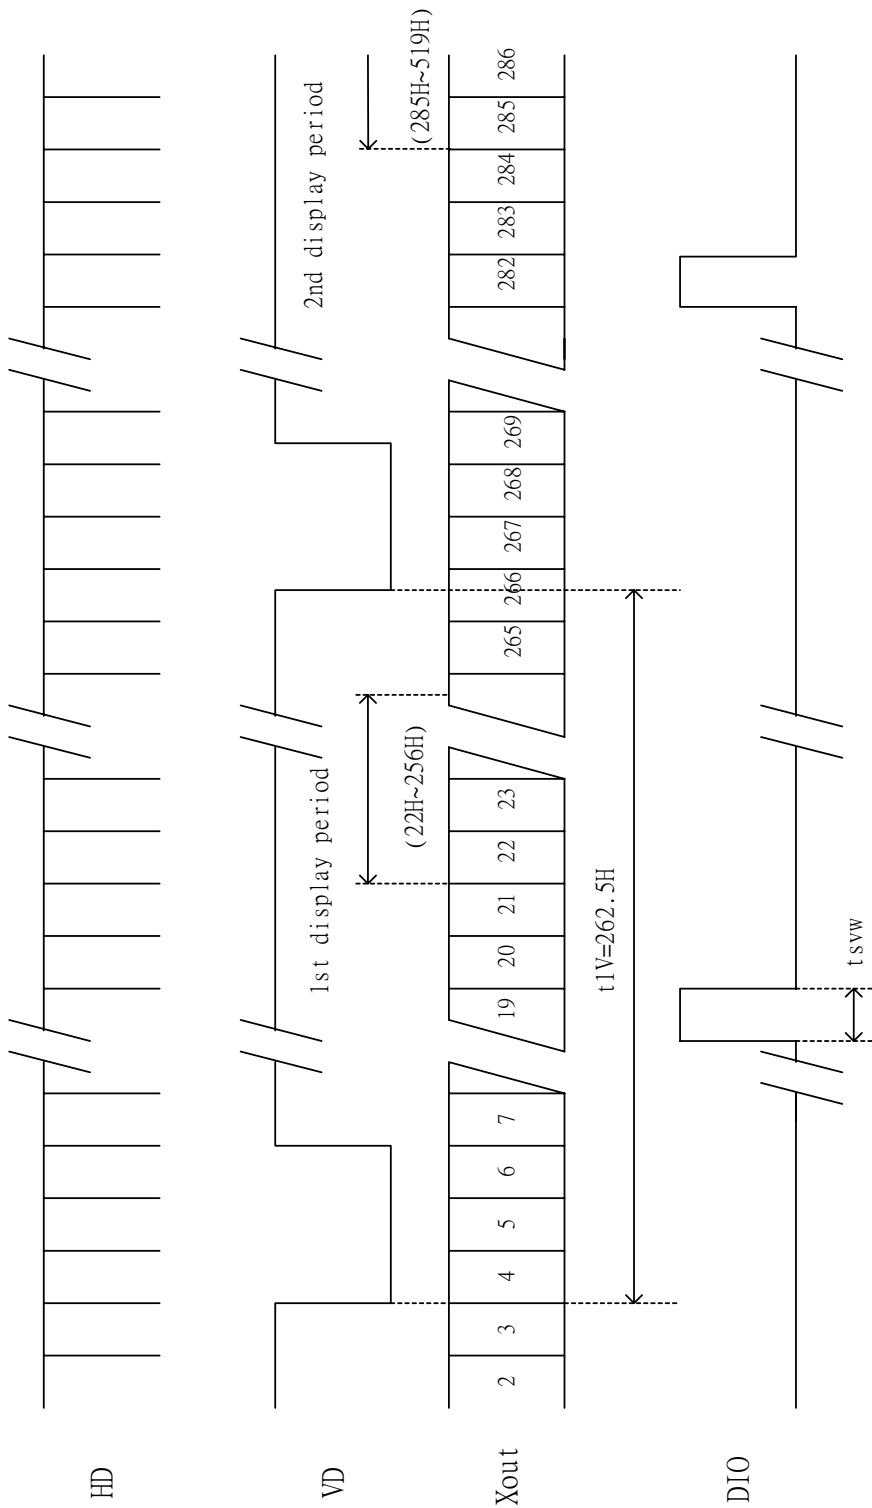 HD
VD
1st display period
2nd display period
(22H~256H)
(285H~519H)
Xout
2 3 4 5 6 7 19 20 21 22 23 265 266 267 268 269 282 283 284 285 286
t1V=262.5H
DIO
tsvw